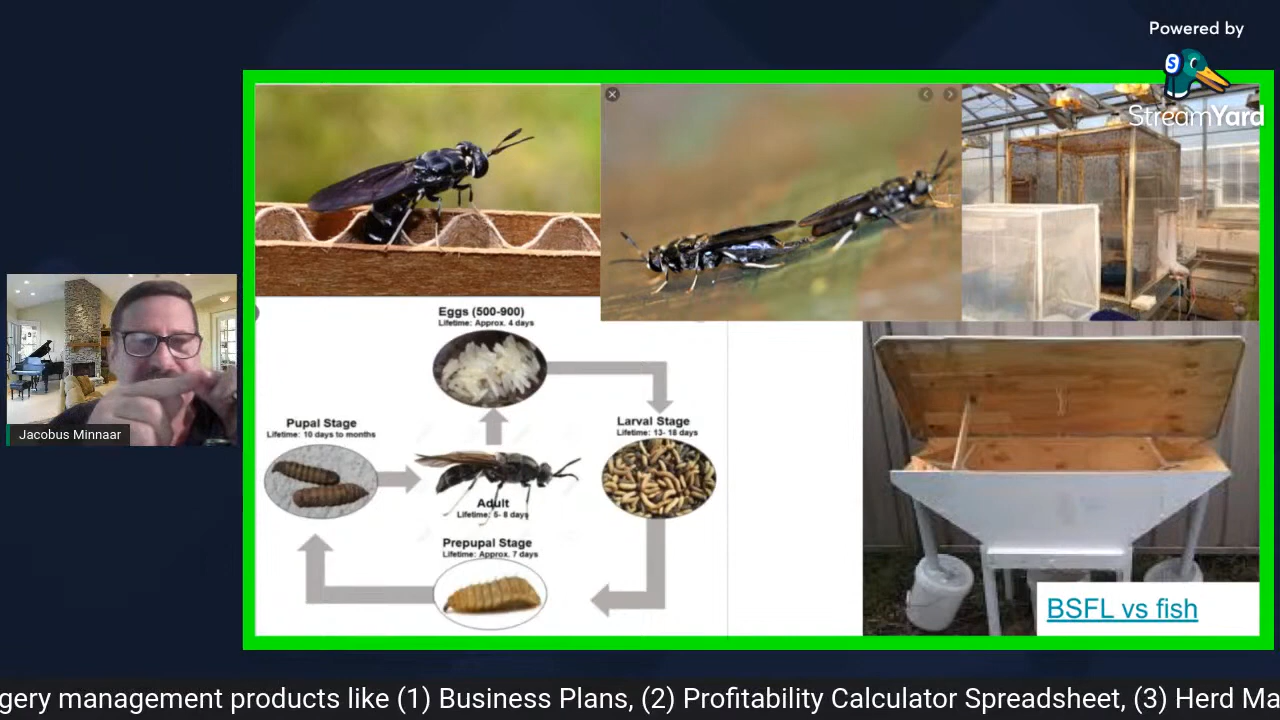 Powered by
StreamYard
Eggs (500-900)
Lifetime: Approx. 4 days
Pupal Stage
Lifetime: 10 days to months
Larval Stage
Lifetime: 13- 18 days
Adult
Lifetime: 5- 8 days
Prepupal Stage
Lifetime: Approx. 7 days
BSFL vs fish
Jacobus Minnaar
gery management products like (1) Business Plans, (2) Profitability Calculator Spreadsheet, (3) Herd Ma